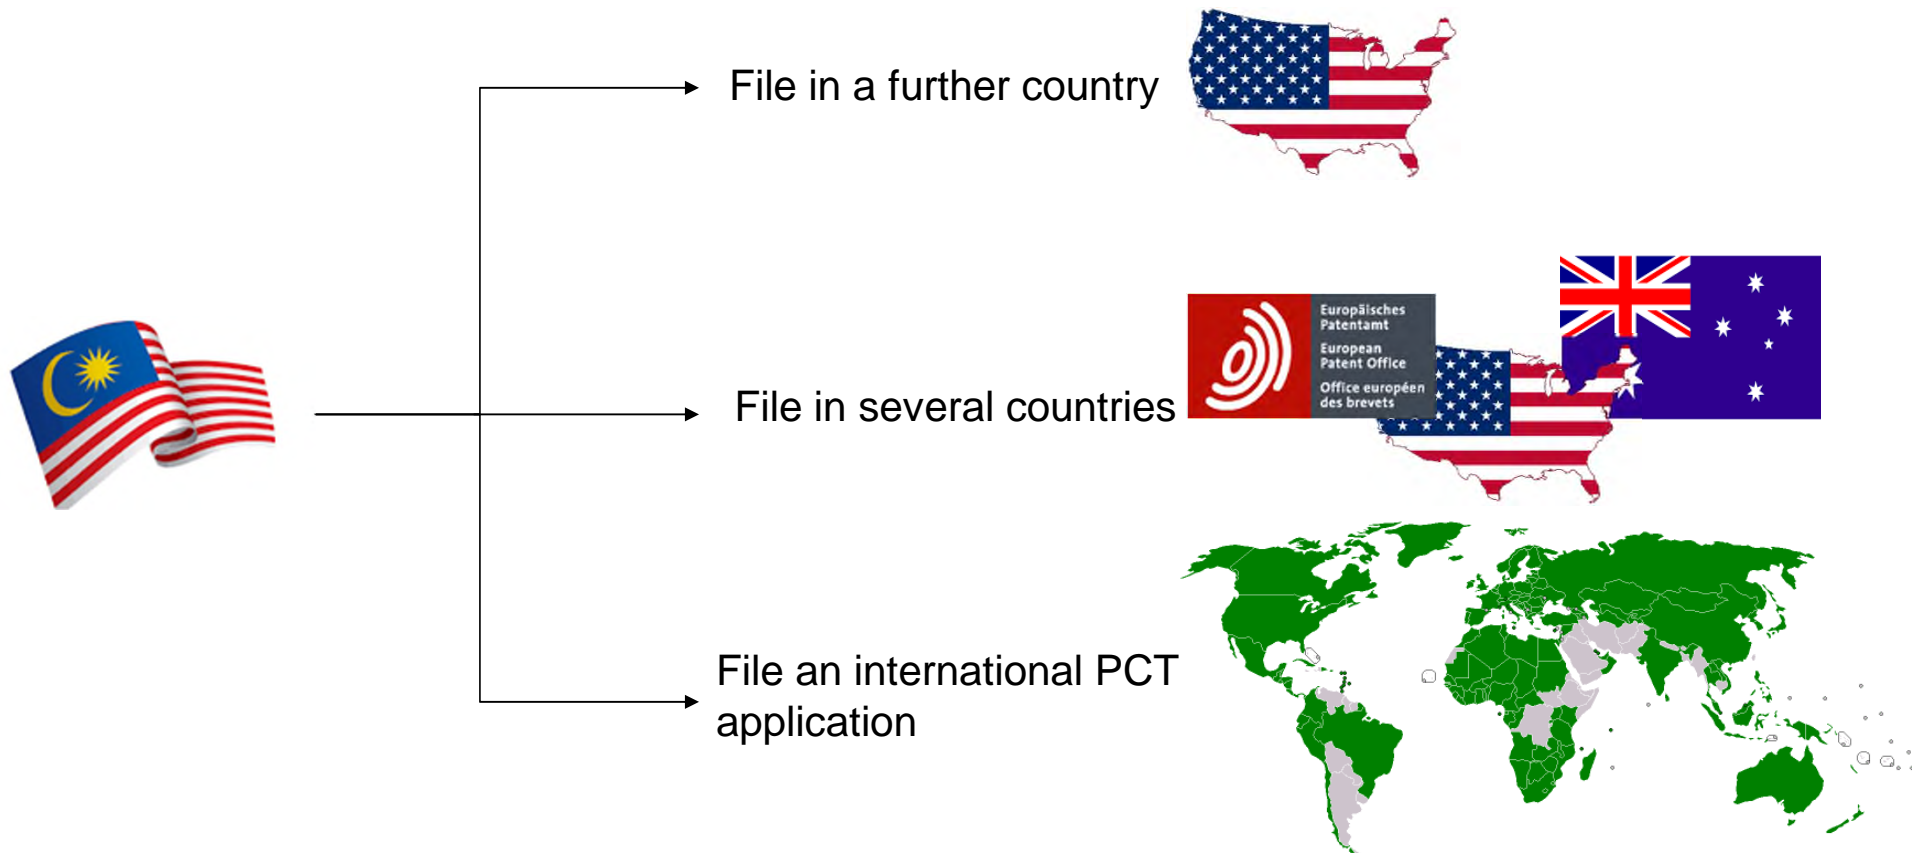 File in a further country
Europäisches
Patentamt
European
Patent Office
Office européen
des brevets
File in several countries
File an international PCT
application